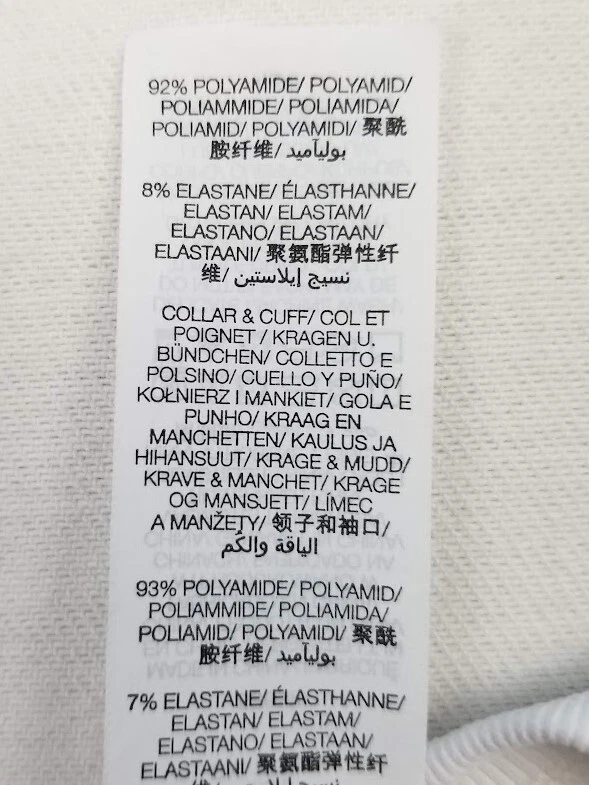 92% POLYAMIDE/ POLYAMID/
POLIAMMIDE/ POLIAMIDA/
POLIAMID/ POLYAMIDI/ 聚酰
胺纤维/ بوليآميد
8% ELASTANE/ ÉLASTHANNE/
ELASTAN/ ELASTAM/
ELASTANO/ ELASTAAN/
ELASTAANI/ 聚氨酯弹性纤
维/ نسيج إيلاستين
COLLAR & CUFF/ COL ET
POIGNET / KRAGEN U.
BÜNDCHEN/ COLLETTO E
POLSINO/ CUELLO Y PUÑO/
KOŁNIERZ I MANKIET/ GOLA E
PUNHO/ KRAAG EN
MANCHETTEN/ KAULUS JA
HIHANSUUT/ KRAGE & MUDD/
KRAVE & MANCHET/ KRAGE
OG MANSJETT/ LÍMEC
A MANŽETY/ 领子和袖口/
الياقة والكُم
93% POLYAMIDE/ POLYAMID/
POLIAMMIDE/ POLIAMIDA/
POLIAMID/ POLYAMIDI/ 聚酰
胺纤维/ بوليآميد
7% ELASTANE/ ÉLASTHANNE/
ELASTAN/ ELASTAM/
ELASTANO/ ELASTAAN/
ELASTAANI/ 聚氨酯弹性纤